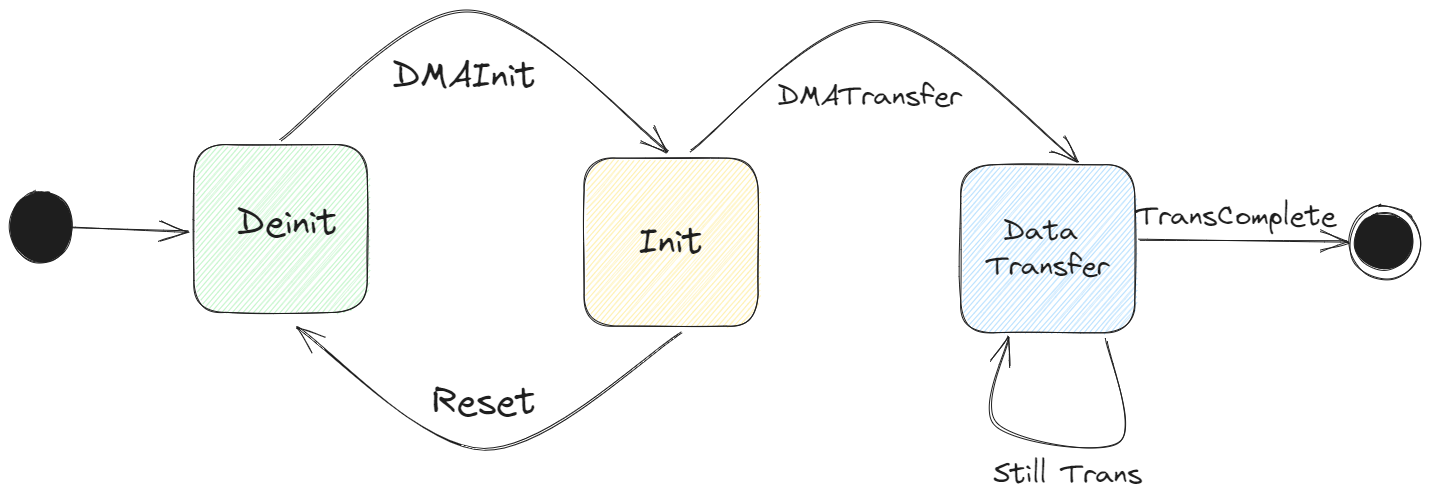 DMAInit
DMATransfer
Deinit
Init
Data
Transfer
TransComplete
Reset
Still Trans